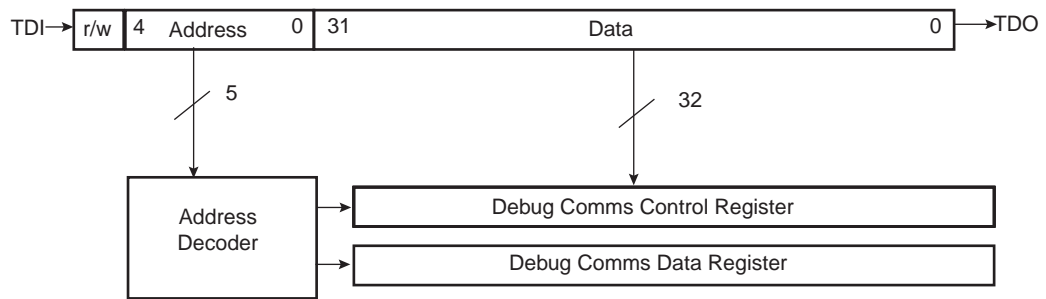 TDI r/w 4 Address 0 31 Data 0 TDO
5
32
Address
Decoder
Debug Comms Control Register
Debug Comms Data Register